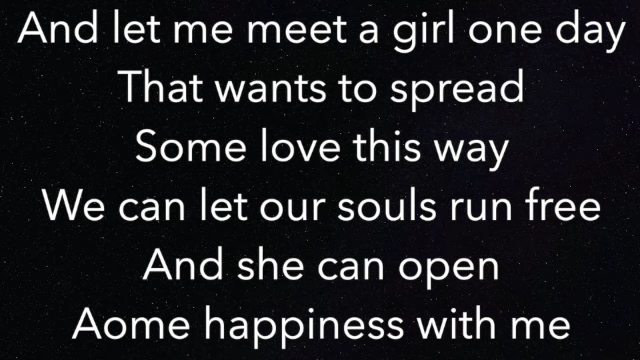 And let me meet a girl one day
That wants to spread
Some love this way
We can let our souls run free
And she can open
Aome happiness with me